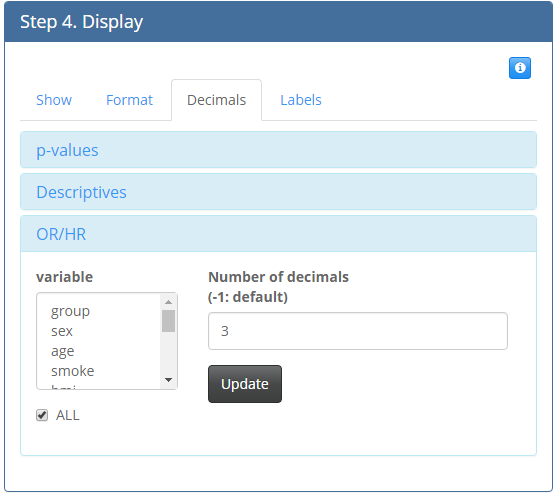 Step 4. Display
Show Format Decimals Labels
p-values
Descriptives
OR/HR
variable
group
sex
age
smoke
bmi
ALL
Number of decimals
(-1: default)
3
Update